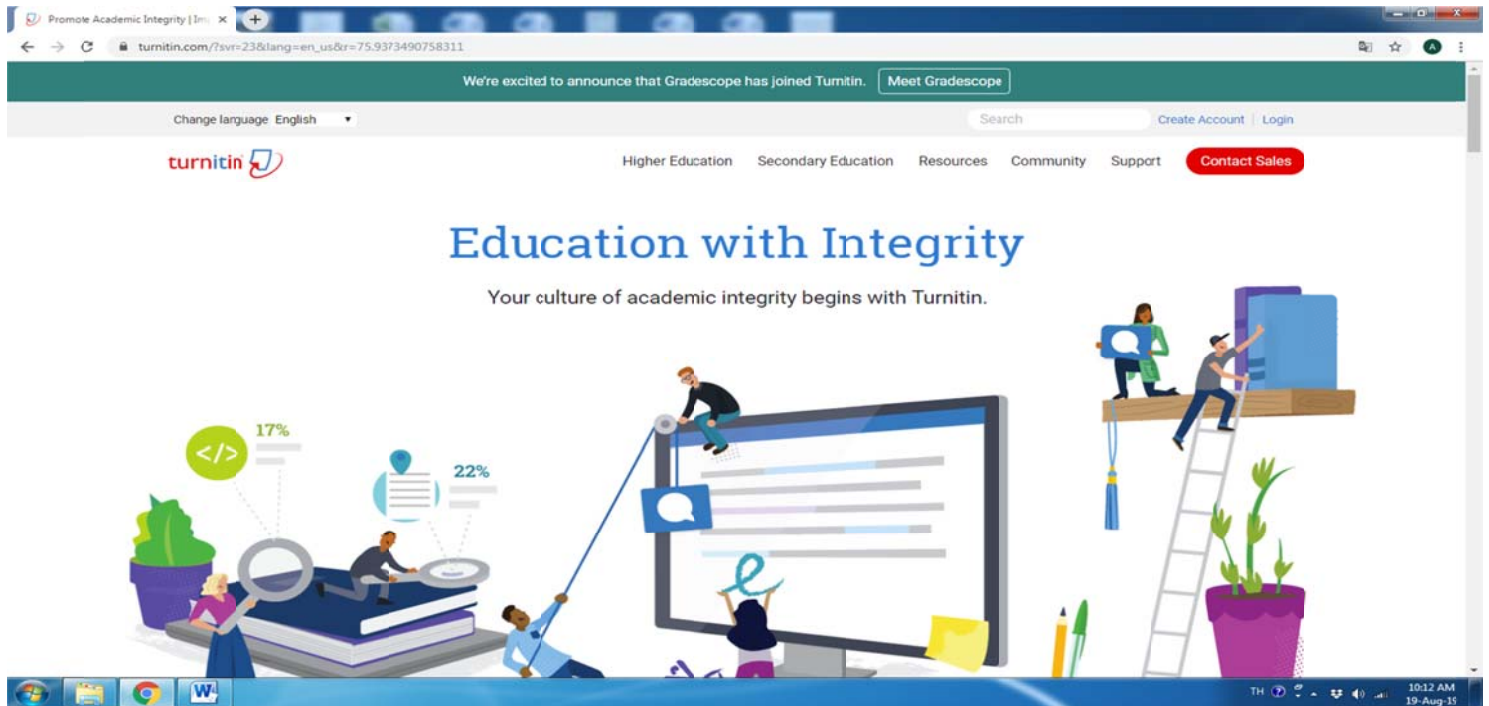 Promote Academic Integrity | Im
turnitin.com/?svr=23&lang=en_us&r=75.9373490758311
A
We're excited to announce that Gradescope has joined Turnitin. Meet Gradescope
Change language English
Search
Create Account | Login
turnitin
Higher Education Secondary Education Resources Community Support Contact Sales
Education with Integrity
Your culture of academic integrity begins with Turnitin.
17%
</>
22%
e
W
TH
10:12 AM
19-Aug-19